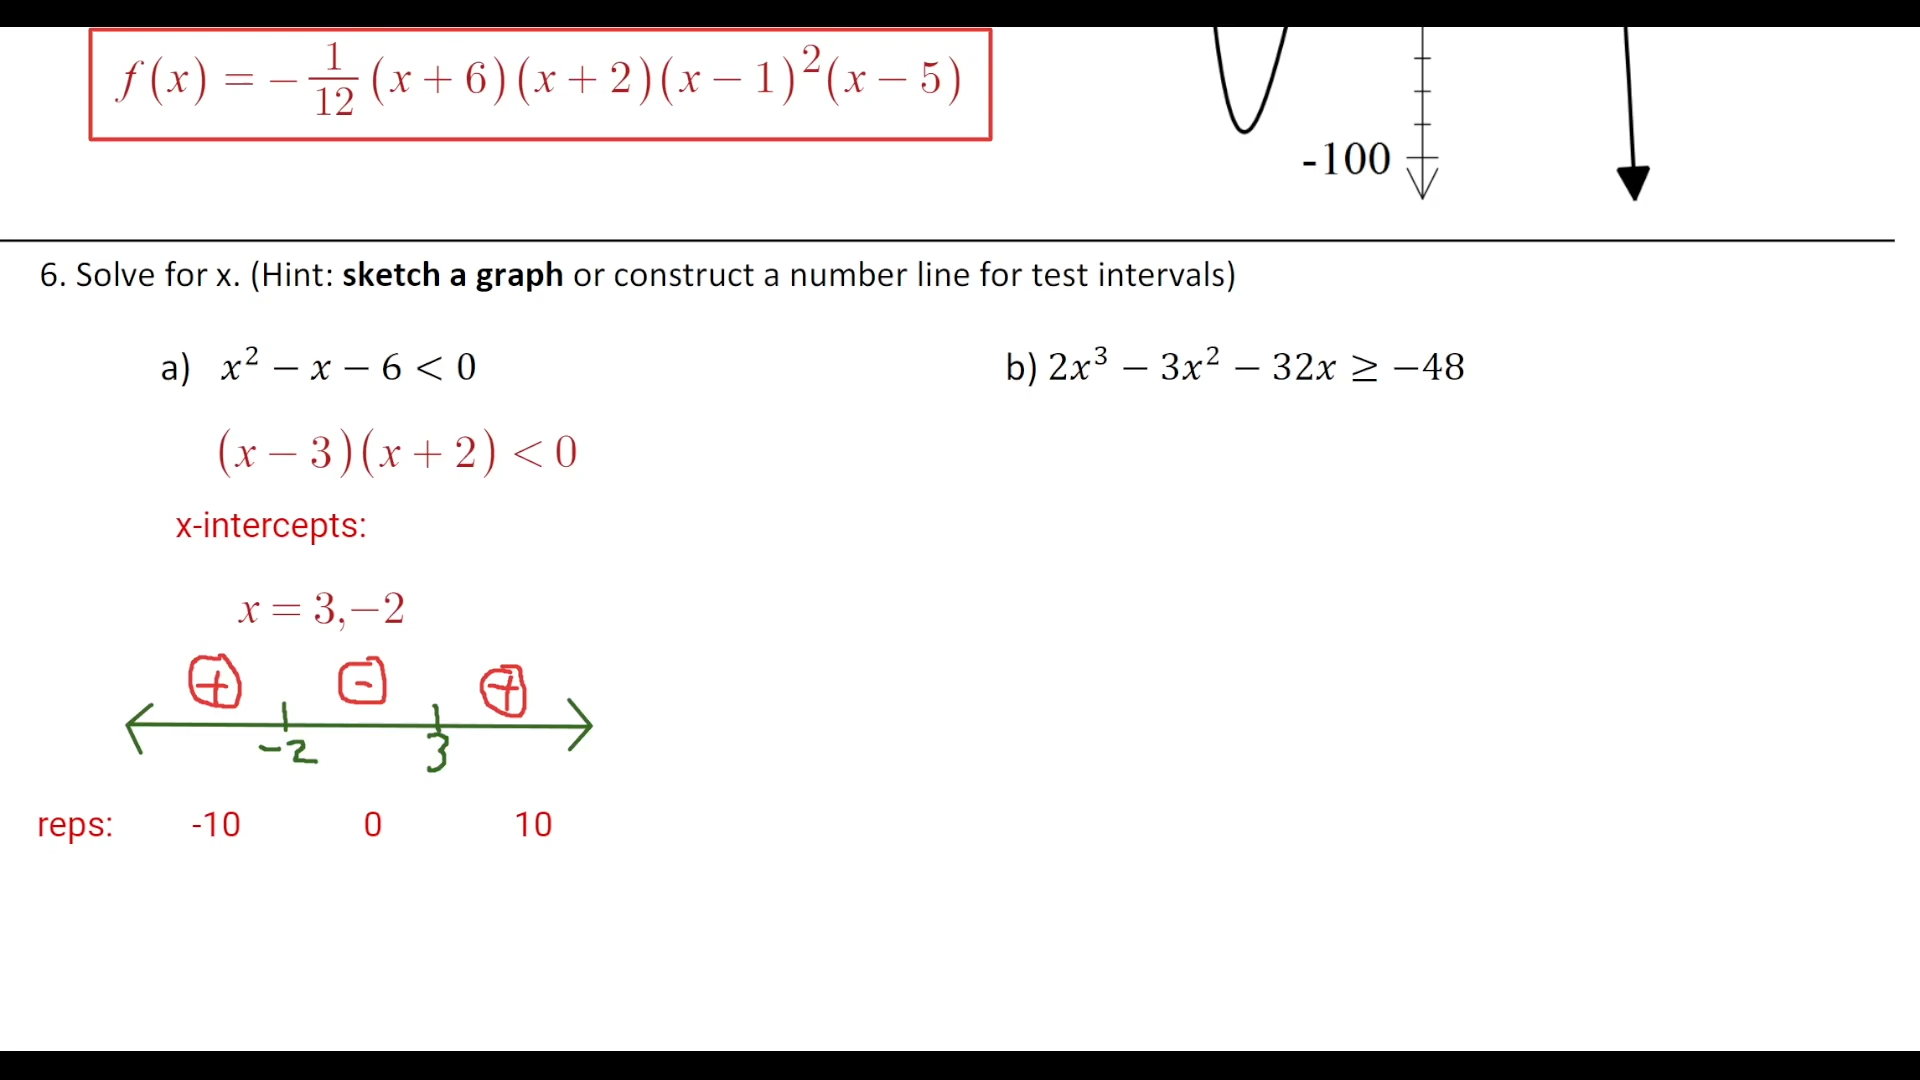 f(x) = −1/12(x + 6)(x + 2)(x − 1)²(x − 5)
-100
6. Solve for x. (Hint: sketch a graph or construct a number line for test intervals)
a) x² − x − 6 < 0
b) 2x³ − 3x² − 32x ≥ −48
(x − 3)(x + 2) < 0
x-intercepts:
x = 3,−2
+ - +
-2 3
reps: -10 0 10